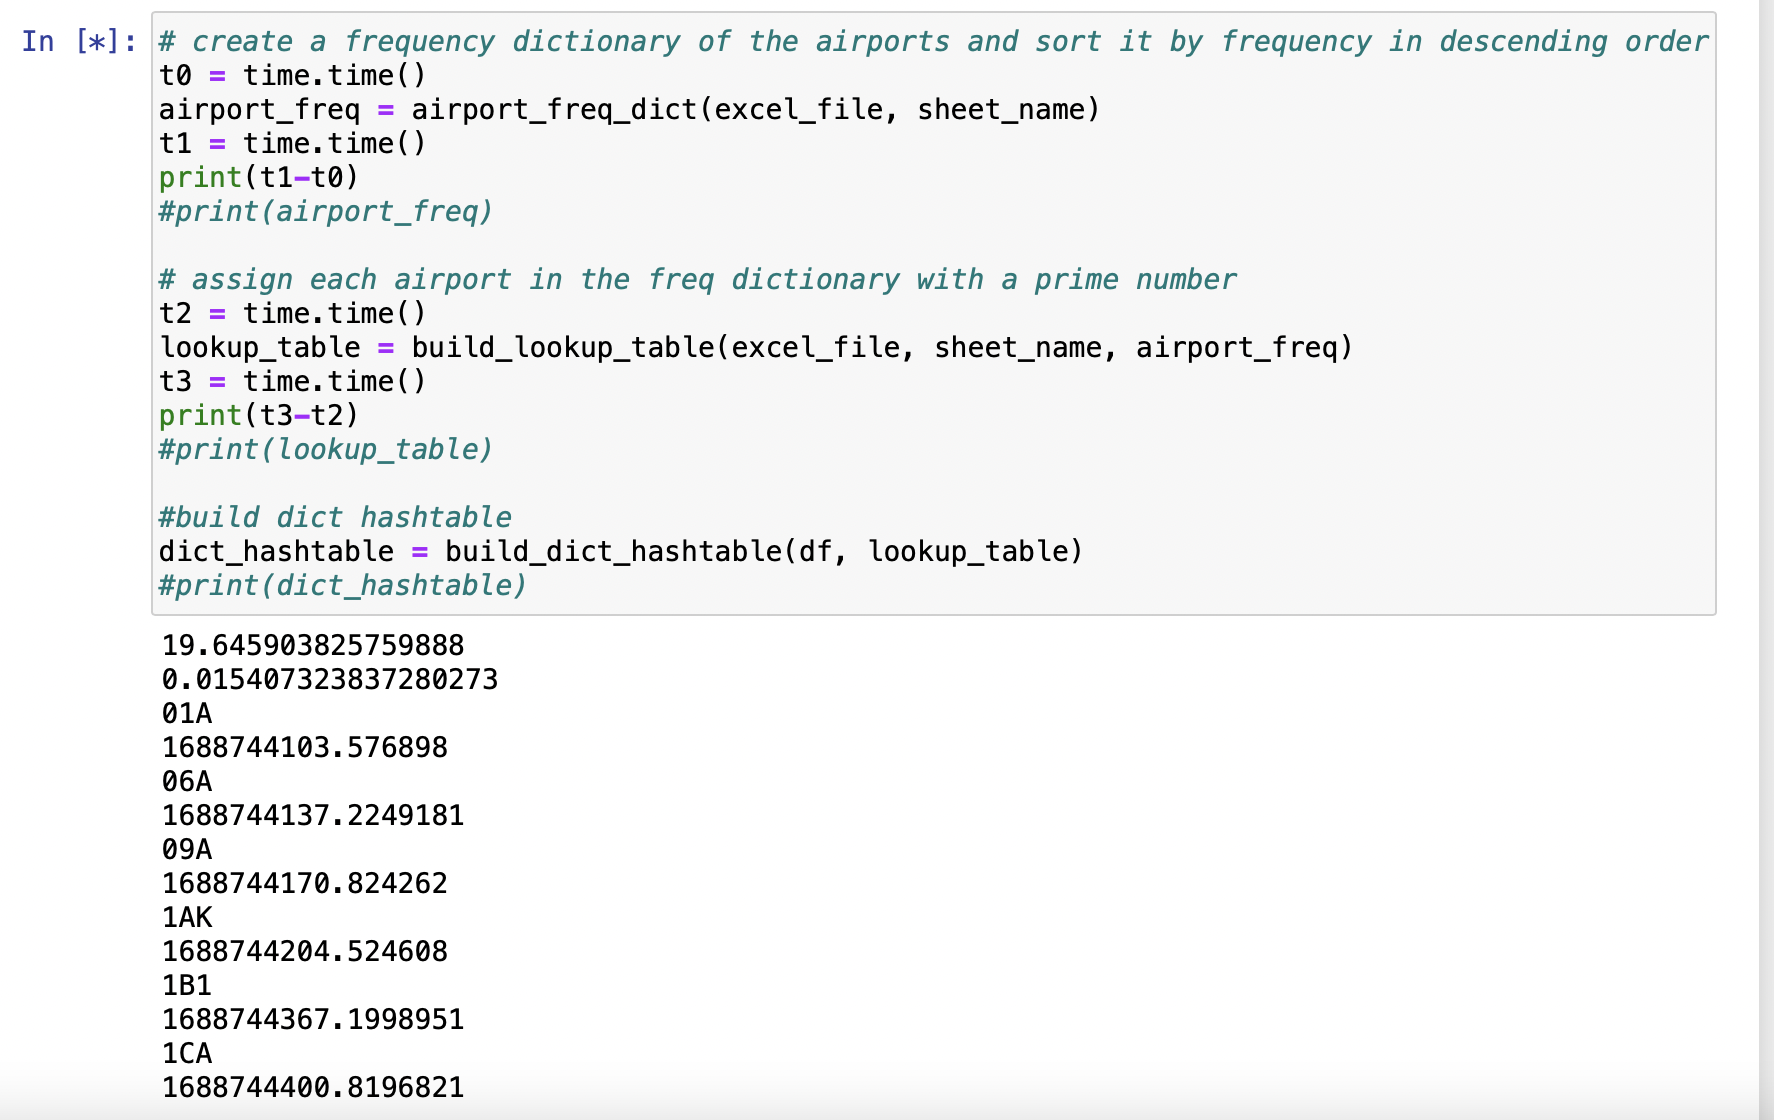 In [*]:
# create a frequency dictionary of the airports and sort it by frequency in descending order
t0 = time.time()
airport_freq = airport_freq_dict(excel_file, sheet_name)
t1 = time.time()
print(t1-t0)
#print(airport_freq)
# assign each airport in the freq dictionary with a prime number
t2 = time.time()
lookup_table = build_lookup_table(excel_file, sheet_name, airport_freq)
t3 = time.time()
print(t3-t2)
#print(lookup_table)
#build dict hashtable
dict_hashtable = build_dict_hashtable(df, lookup_table)
#print(dict_hashtable)
19.645903825759888
0.015407323837280273
01A
1688744103.576898
06A
1688744137.2249181
09A
1688744170.824262
1AK
1688744204.524608
1B1
1688744367.1998951
1CA
1688744400.8196821